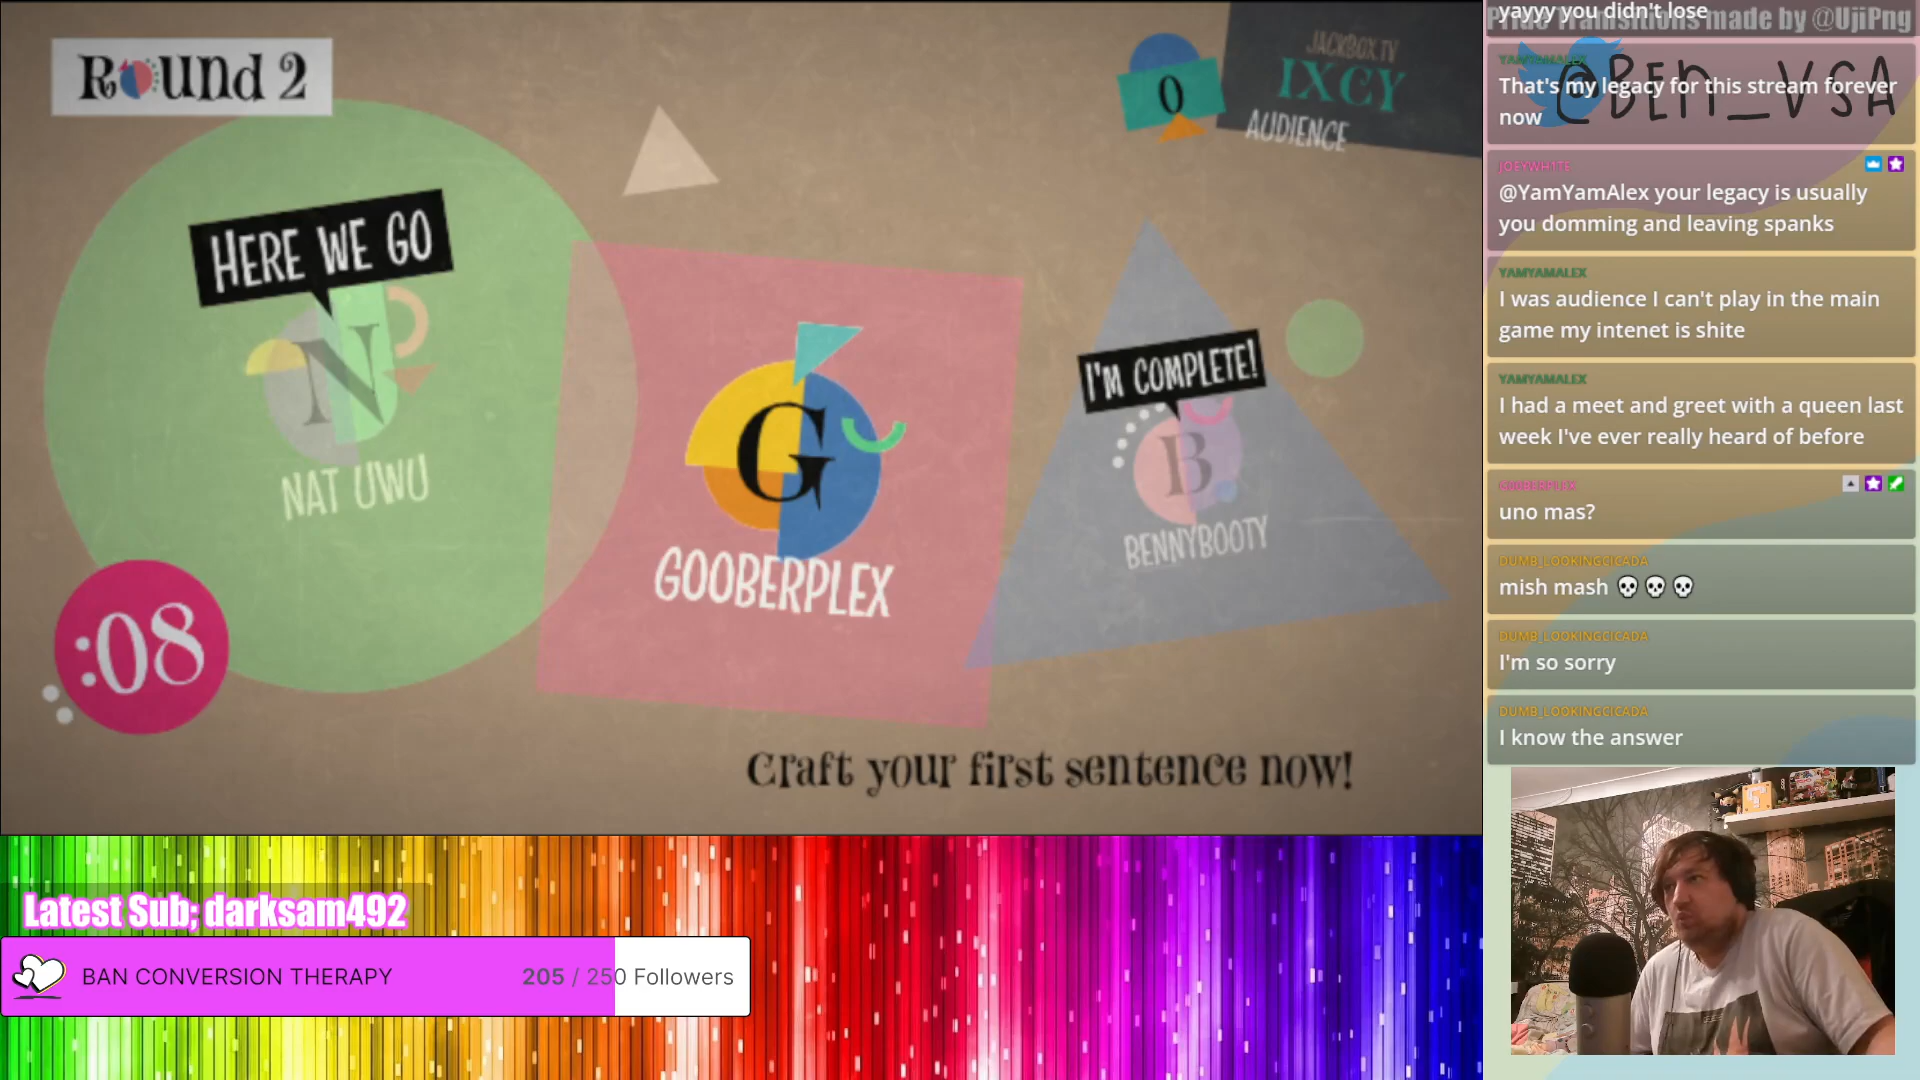 Round 2
HERE WE GO
N
NAT UWU
:08
G
GOOBERPLEX
I'M COMPLETE!
B
BENNYBOOTY
0
JACKBOX.TV
IXCY
AUDIENCE
Craft your first sentence now!
Latest Sub; darksam492
BAN CONVERSION THERAPY
205 / 250 Followers
Pride Transitions made by @UjiPng
@BEn_VSA
yayyy you didn't lose
YAMYAMALEX
That's my legacy for this stream forever
now
JOEYWH1TE
@YamYamAlex your legacy is usually
you domming and leaving spanks
YAMYAMALEX
I was audience I can't play in the main
game my intenet is shite
YAMYAMALEX
I had a meet and greet with a queen last
week I've ever really heard of before
GOOBERPLEX
uno mas?
DUMB_LOOKINGCICADA
mish mash 💀 💀 💀
DUMB_LOOKINGCICADA
I'm so sorry
DUMB_LOOKINGCICADA
I know the answer